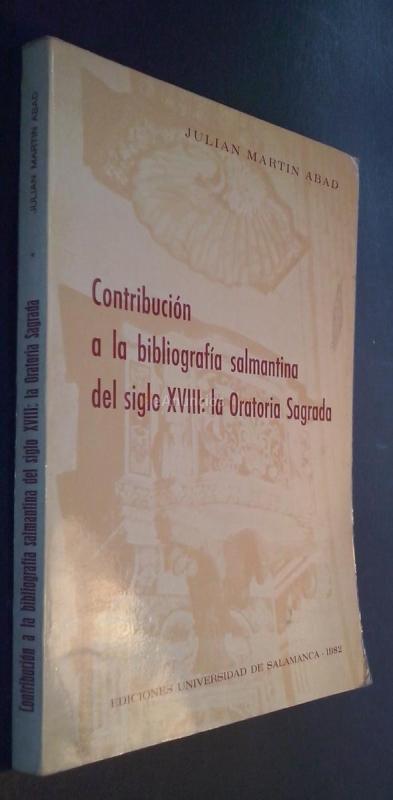 JULIAN MARTIN ABAD
Contribución
a la bibliografía salmantina
del siglo XVIII: la Oratoria Sagrada
EDICIONES UNIVERSIDAD DE SALAMANCA - 1982
Contribución a la bibliografía salmantina del siglo XVIII: la Oratoria Sagrada * JULIAN MARTIN ABAD